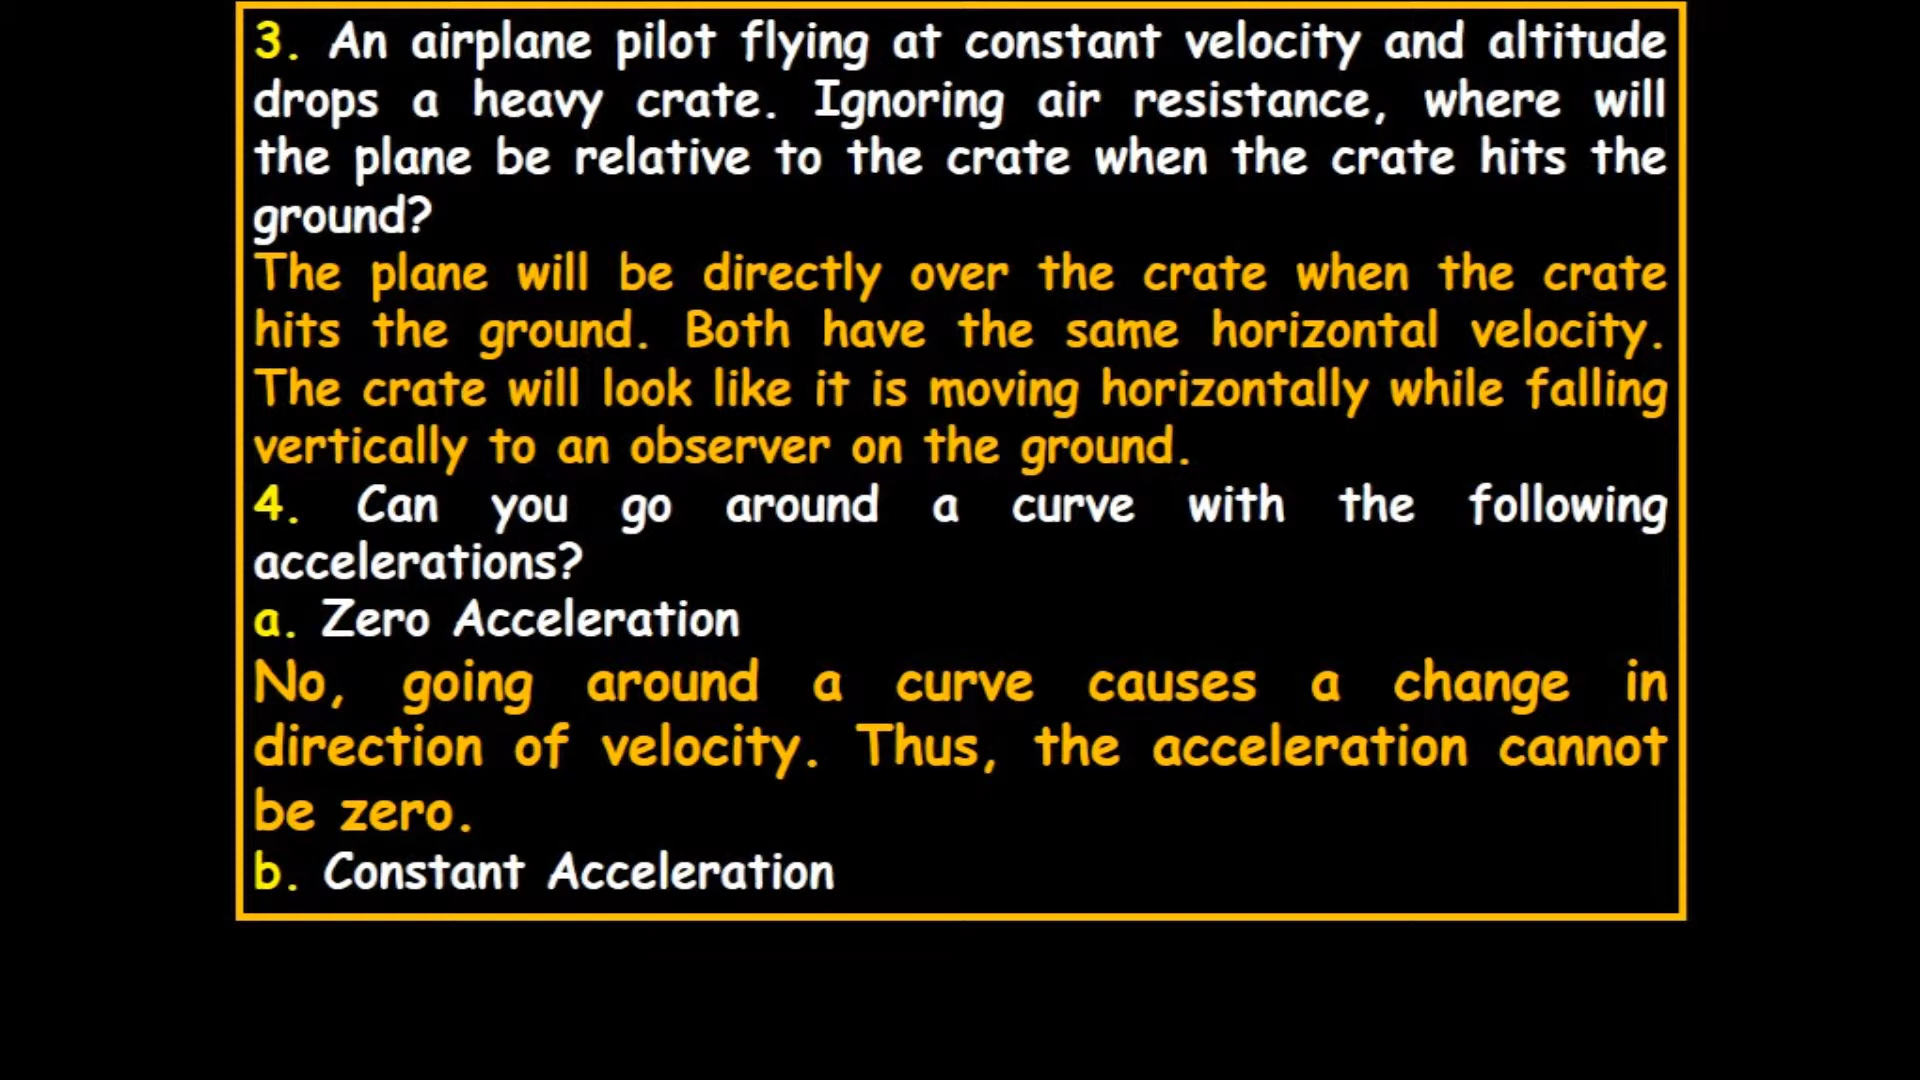 3. An airplane pilot flying at constant velocity and altitude
drops a heavy crate. Ignoring air resistance, where will
the plane be relative to the crate when the crate hits the
ground?
The plane will be directly over the crate when the crate
hits the ground. Both have the same horizontal velocity.
The crate will look like it is moving horizontally while falling
vertically to an observer on the ground.
4. Can you go around a curve with the following
accelerations?
a. Zero Acceleration
No, going around a curve causes a change in
direction of velocity. Thus, the acceleration cannot
be zero.
b. Constant Acceleration